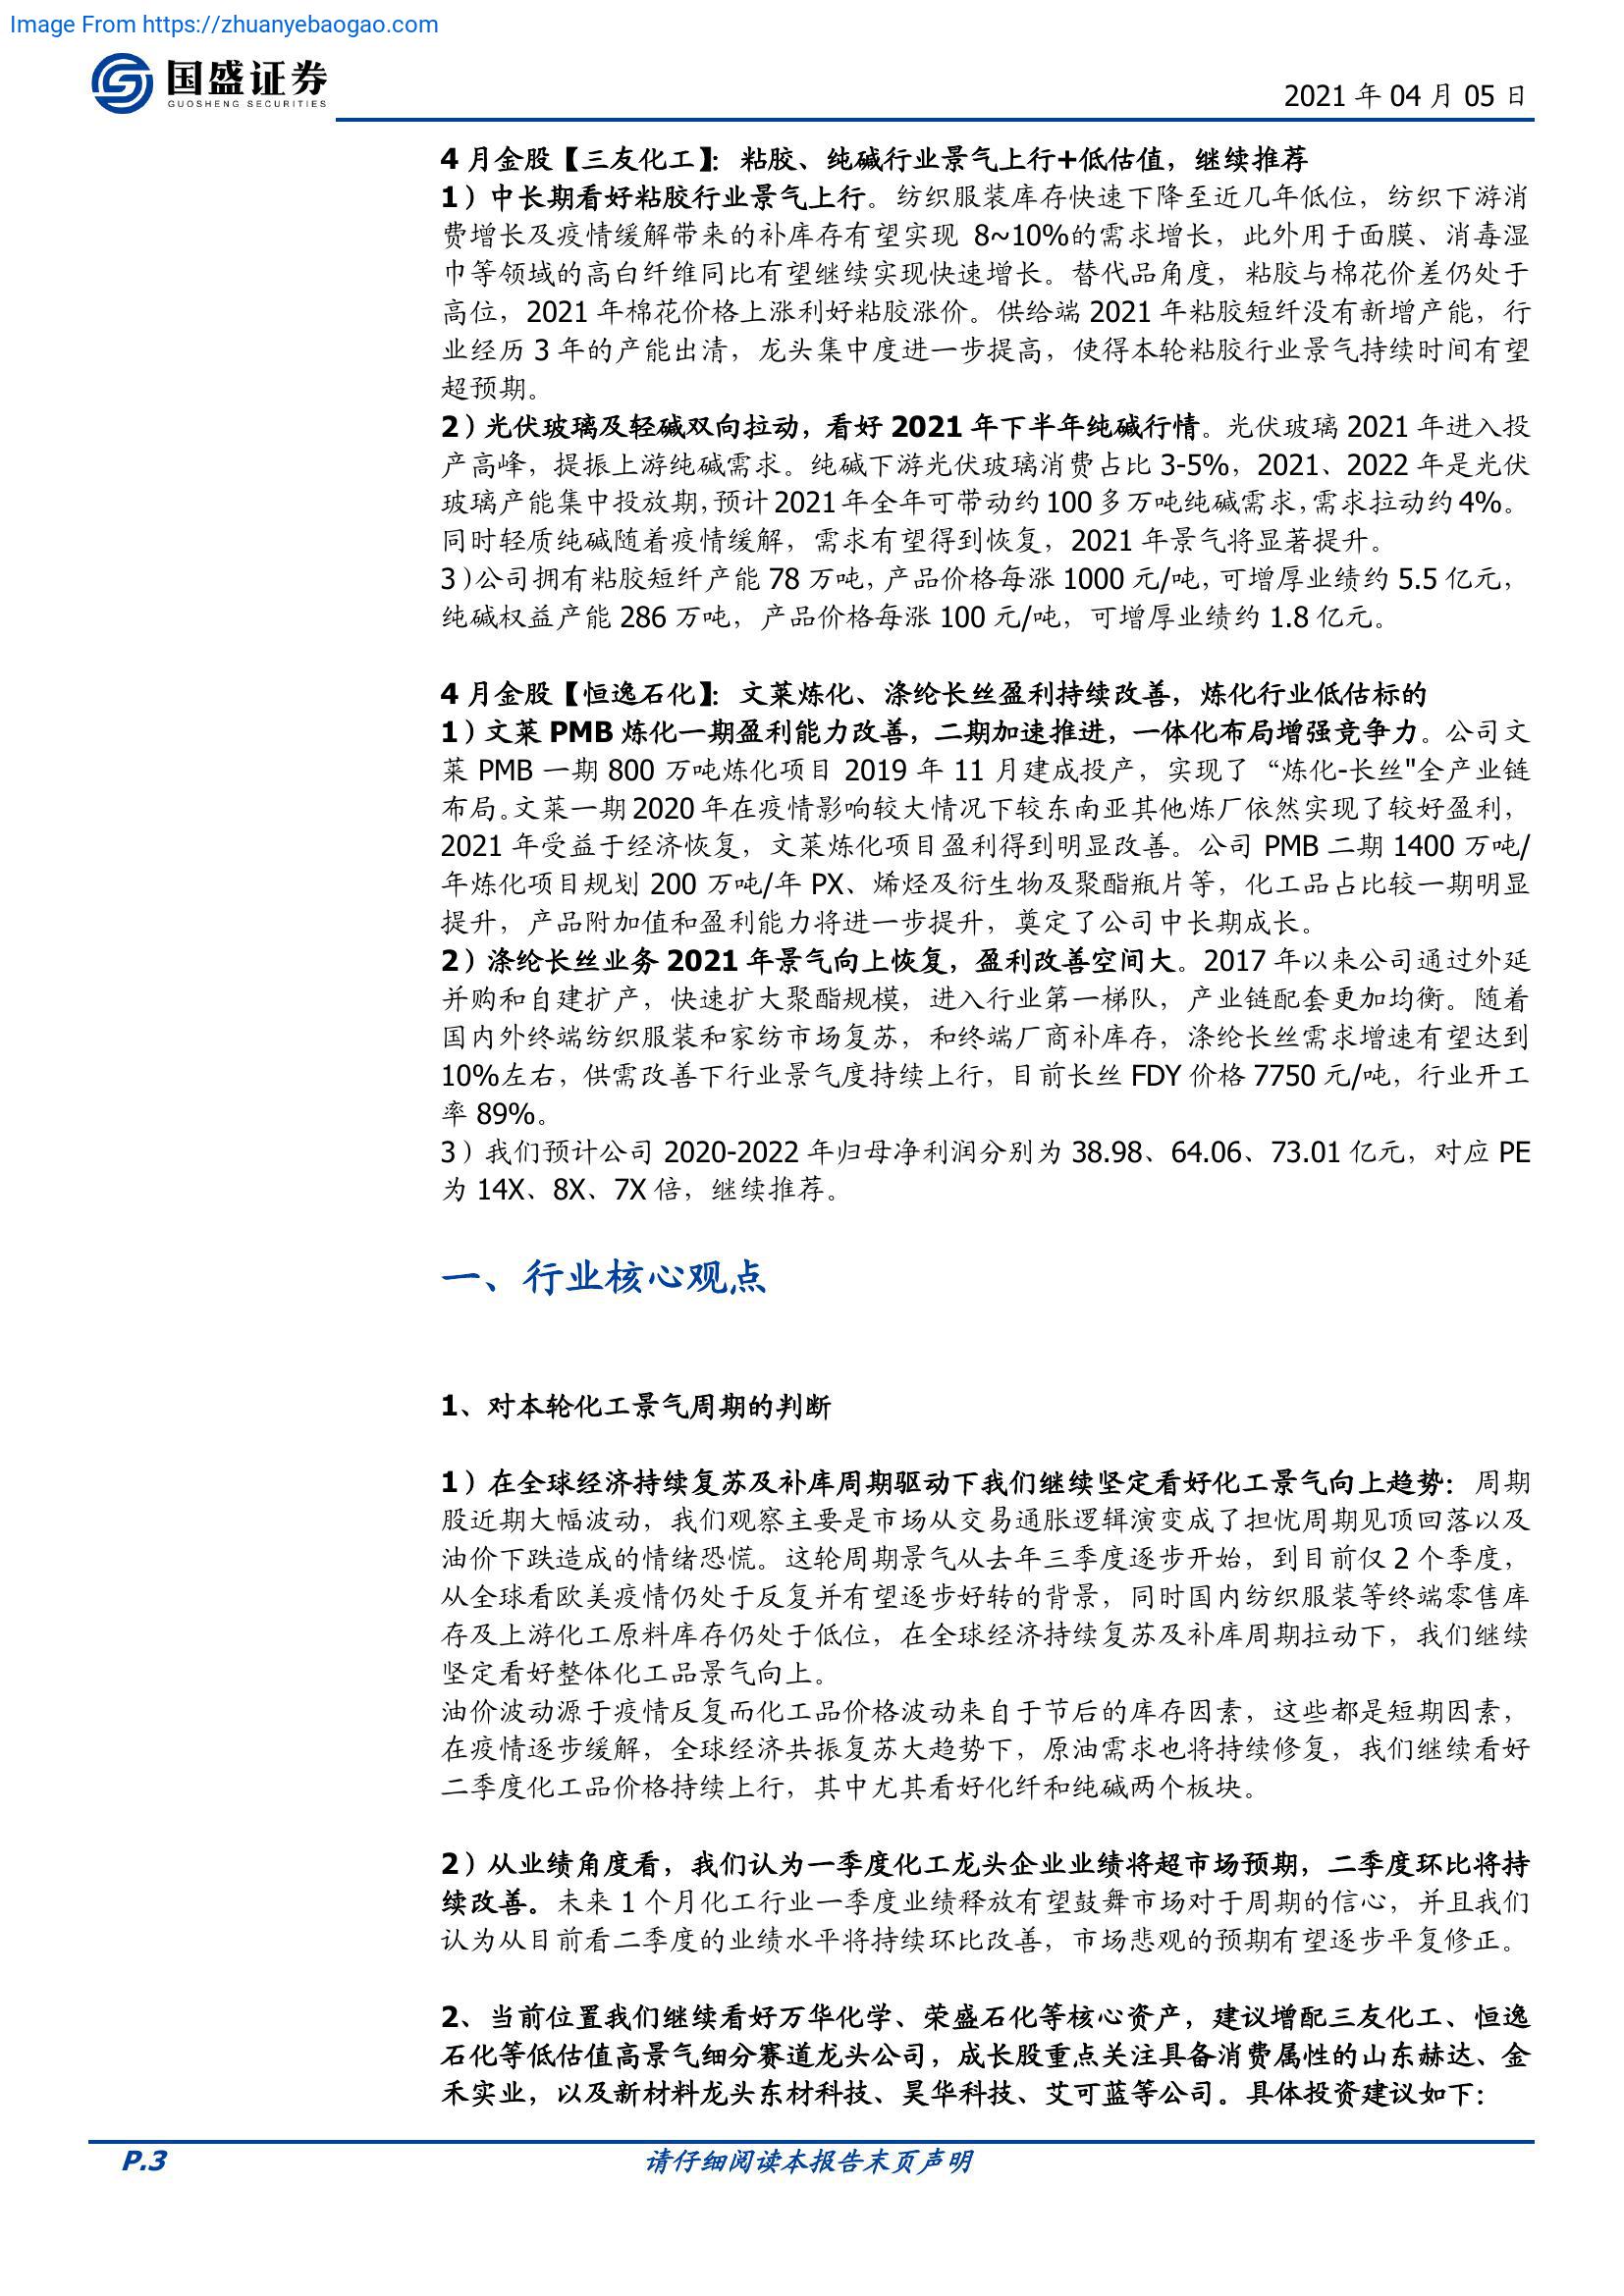 Image From https://zhuanyebaogao.com
国盛证券
GUOSHENG SECURITIES
2021 年 04 月 05 日
4 月金股【三友化工】：粘胶、纯碱行业景气上行+低估值，继续推荐
1）中长期看好粘胶行业景气上行。纺织服装库存快速下降至近几年低位，纺织下游消
费增长及疫情缓解带来的补库存有望实现 8~10%的需求增长，此外用于面膜、消毒湿
巾等领域的高白纤维同比有望继续实现快速增长。替代品角度，粘胶与棉花价差仍处于
高位，2021 年棉花价格上涨利好粘胶涨价。供给端 2021 年粘胶短纤没有新增产能，行
业经历 3 年的产能出清，龙头集中度进一步提高，使得本轮粘胶行业景气持续时间有望
超预期。
2）光伏玻璃及轻碱双向拉动，看好 2021 年下半年纯碱行情。光伏玻璃 2021 年进入投
产高峰，提振上游纯碱需求。纯碱下游光伏玻璃消费占比 3-5%，2021、2022 年是光伏
玻璃产能集中投放期，预计 2021 年全年可带动约 100 多万吨纯碱需求，需求拉动约 4%。
同时轻质纯碱随着疫情缓解，需求有望得到恢复，2021 年景气将显著提升。
3）公司拥有粘胶短纤产能 78 万吨，产品价格每涨 1000 元/吨，可增厚业绩约 5.5 亿元，
纯碱权益产能 286 万吨，产品价格每涨 100 元/吨，可增厚业绩约 1.8 亿元。
4 月金股【恒逸石化】：文莱炼化、涤纶长丝盈利持续改善，炼化行业低估标的
1）文莱 PMB 炼化一期盈利能力改善，二期加速推进，一体化布局增强竞争力。公司文
莱 PMB 一期 800 万吨炼化项目 2019 年 11 月建成投产，实现了“炼化-长丝"全产业链
布局。文莱一期 2020 年在疫情影响较大情况下较东南亚其他炼厂依然实现了较好盈利，
2021 年受益于经济恢复，文莱炼化项目盈利得到明显改善。公司 PMB 二期 1400 万吨/
年炼化项目规划 200 万吨/年 PX、烯烃及衍生物及聚酯瓶片等，化工品占比较一期明显
提升，产品附加值和盈利能力将进一步提升，奠定了公司中长期成长。
2）涤纶长丝业务 2021 年景气向上恢复，盈利改善空间大。2017 年以来公司通过外延
并购和自建扩产，快速扩大聚酯规模，进入行业第一梯队，产业链配套更加均衡。随着
国内外终端纺织服装和家纺市场复苏，和终端厂商补库存，涤纶长丝需求增速有望达到
10%左右，供需改善下行业景气度持续上行，目前长丝 FDY 价格 7750 元/吨，行业开工
率 89%。
3）我们预计公司 2020-2022 年归母净利润分别为 38.98、64.06、73.01 亿元，对应 PE
为 14X、8X、7X 倍，继续推荐。
一、行业核心观点
1、对本轮化工景气周期的判断
1）在全球经济持续复苏及补库周期驱动下我们继续坚定看好化工景气向上趋势：周期
股近期大幅波动，我们观察主要是市场从交易通胀逻辑演变成了担忧周期见顶回落以及
油价下跌造成的情绪恐慌。这轮周期景气从去年三季度逐步开始，到目前仅 2 个季度，
从全球看欧美疫情仍处于反复并有望逐步好转的背景，同时国内纺织服装等终端零售库
存及上游化工原料库存仍处于低位，在全球经济持续复苏及补库周期拉动下，我们继续
坚定看好整体化工品景气向上。
油价波动源于疫情反复而化工品价格波动来自于节后的库存因素，这些都是短期因素，
在疫情逐步缓解，全球经济共振复苏大趋势下，原油需求也将持续修复，我们继续看好
二季度化工品价格持续上行，其中尤其看好化纤和纯碱两个板块。
2）从业绩角度看，我们认为一季度化工龙头企业业绩将超市场预期，二季度环比将持
续改善。未来 1 个月化工行业一季度业绩释放有望鼓舞市场对于周期的信心，并且我们
认为从目前看二季度的业绩水平将持续环比改善，市场悲观的预期有望逐步平复修正。
2、当前位置我们继续看好万华化学、荣盛石化等核心资产，建议增配三友化工、恒逸
石化等低估值高景气细分赛道龙头公司，成长股重点关注具备消费属性的山东赫达、金
禾实业，以及新材料龙头东材科技、昊华科技、艾可蓝等公司。具体投资建议如下：
P.3
请仔细阅读本报告末页声明